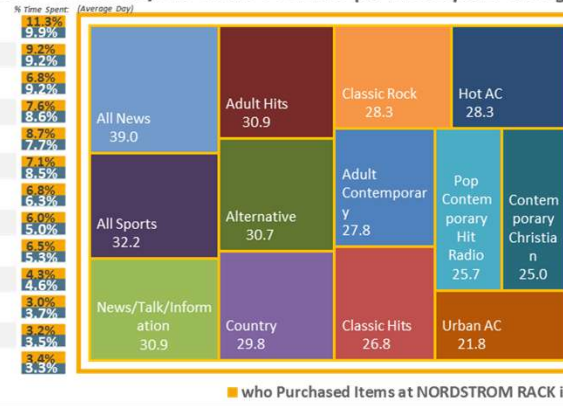 % Time Spent: (Average Day)
11.3%
9.9%
9.2%
9.2%
6.8%
9.2%
7.6%
8.6%
8.7%
7.7%
7.1%
8.5%
6.8%
6.3%
6.0%
5.0%
6.5%
5.3%
4.3%
4.6%
3.0%
3.7%
3.2%
3.5%
3.4%
3.3%
All News
39.0
All Sports
32.2
News/Talk/Inform
ation
30.9
Adult Hits
30.9
Alternative
30.7
Country
29.8
Classic Rock
28.3
Hot AC
28.3
Adult
Contemporar
y
27.8
Classic Hits
26.8
Pop
Contem
porary
Hit
Radio
25.7
Contem
porary
Christia
n
25.0
Urban AC
21.8
who Purchased Items at NORDSTROM RACK i